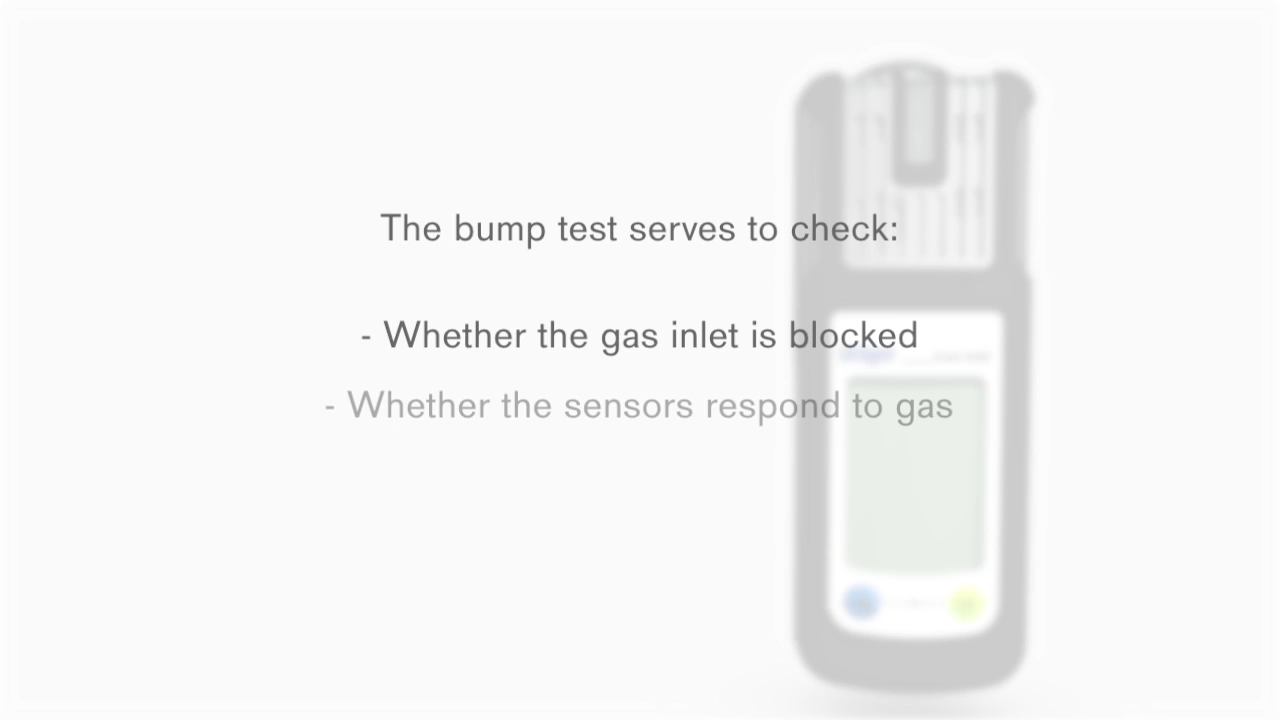 The bump test serves to check:
- Whether the gas inlet is blocked
- Whether the sensors respond to gas